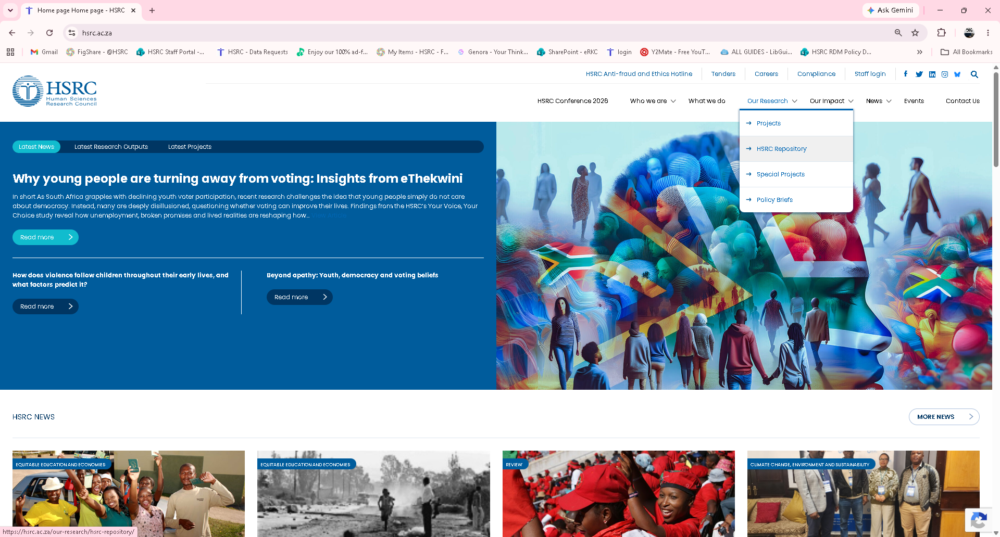 Home page Home page - HSRC
Ask Gemini
hsrc.ac.za
Gmail
FigShare - @HSRC
HSRC Staff Portal -...
HSRC - Data Requests
Enjoy our 100% ad-f...
My Items - HSRC - F...
Genora - Your Think...
SharePoint - eRKC
login
Y2Mate - Free YouT...
ALL GUIDES - LibGui...
HSRC RDM Policy D...
All Bookmarks
HSRC Anti-fraud and Ethics Hotline
Tenders
Careers
Compliance
Staff login
HSRC
Human Sciences
Research Council
HSRC Conference 2026
Who we are
What we do
Our Research
Our Impact
News
Events
Contact Us
Projects
HSRC Repository
Special Projects
Policy Briefs
Latest News
Latest Research Outputs
Latest Projects
Why young people are turning away from voting: Insights from eThekwini
In short As South Africa grapples with declining youth voter participation, recent research challenges the idea that young people simply do not care
about democracy. Instead, many are deeply disillusioned, questioning whether voting can improve their lives. Findings from the HSRC's Your Voice, Your
Choice study reveal how unemployment, broken promises and lived realities are reshaping how... View Article
Read more
How does violence follow children throughout their early lives, and
what factors predict it?
Read more
Beyond apathy: Youth, democracy and voting beliefs
Read more
HSRC NEWS
MORE NEWS
EQUITABLE EDUCATION AND ECONOMIES
EQUITABLE EDUCATION AND ECONOMIES
REVIEW
CLIMATE CHANGE, ENVIRONMENT AND SUSTAINABILITY
https://hsrc.ac.za/our-research/hsrc-repository/